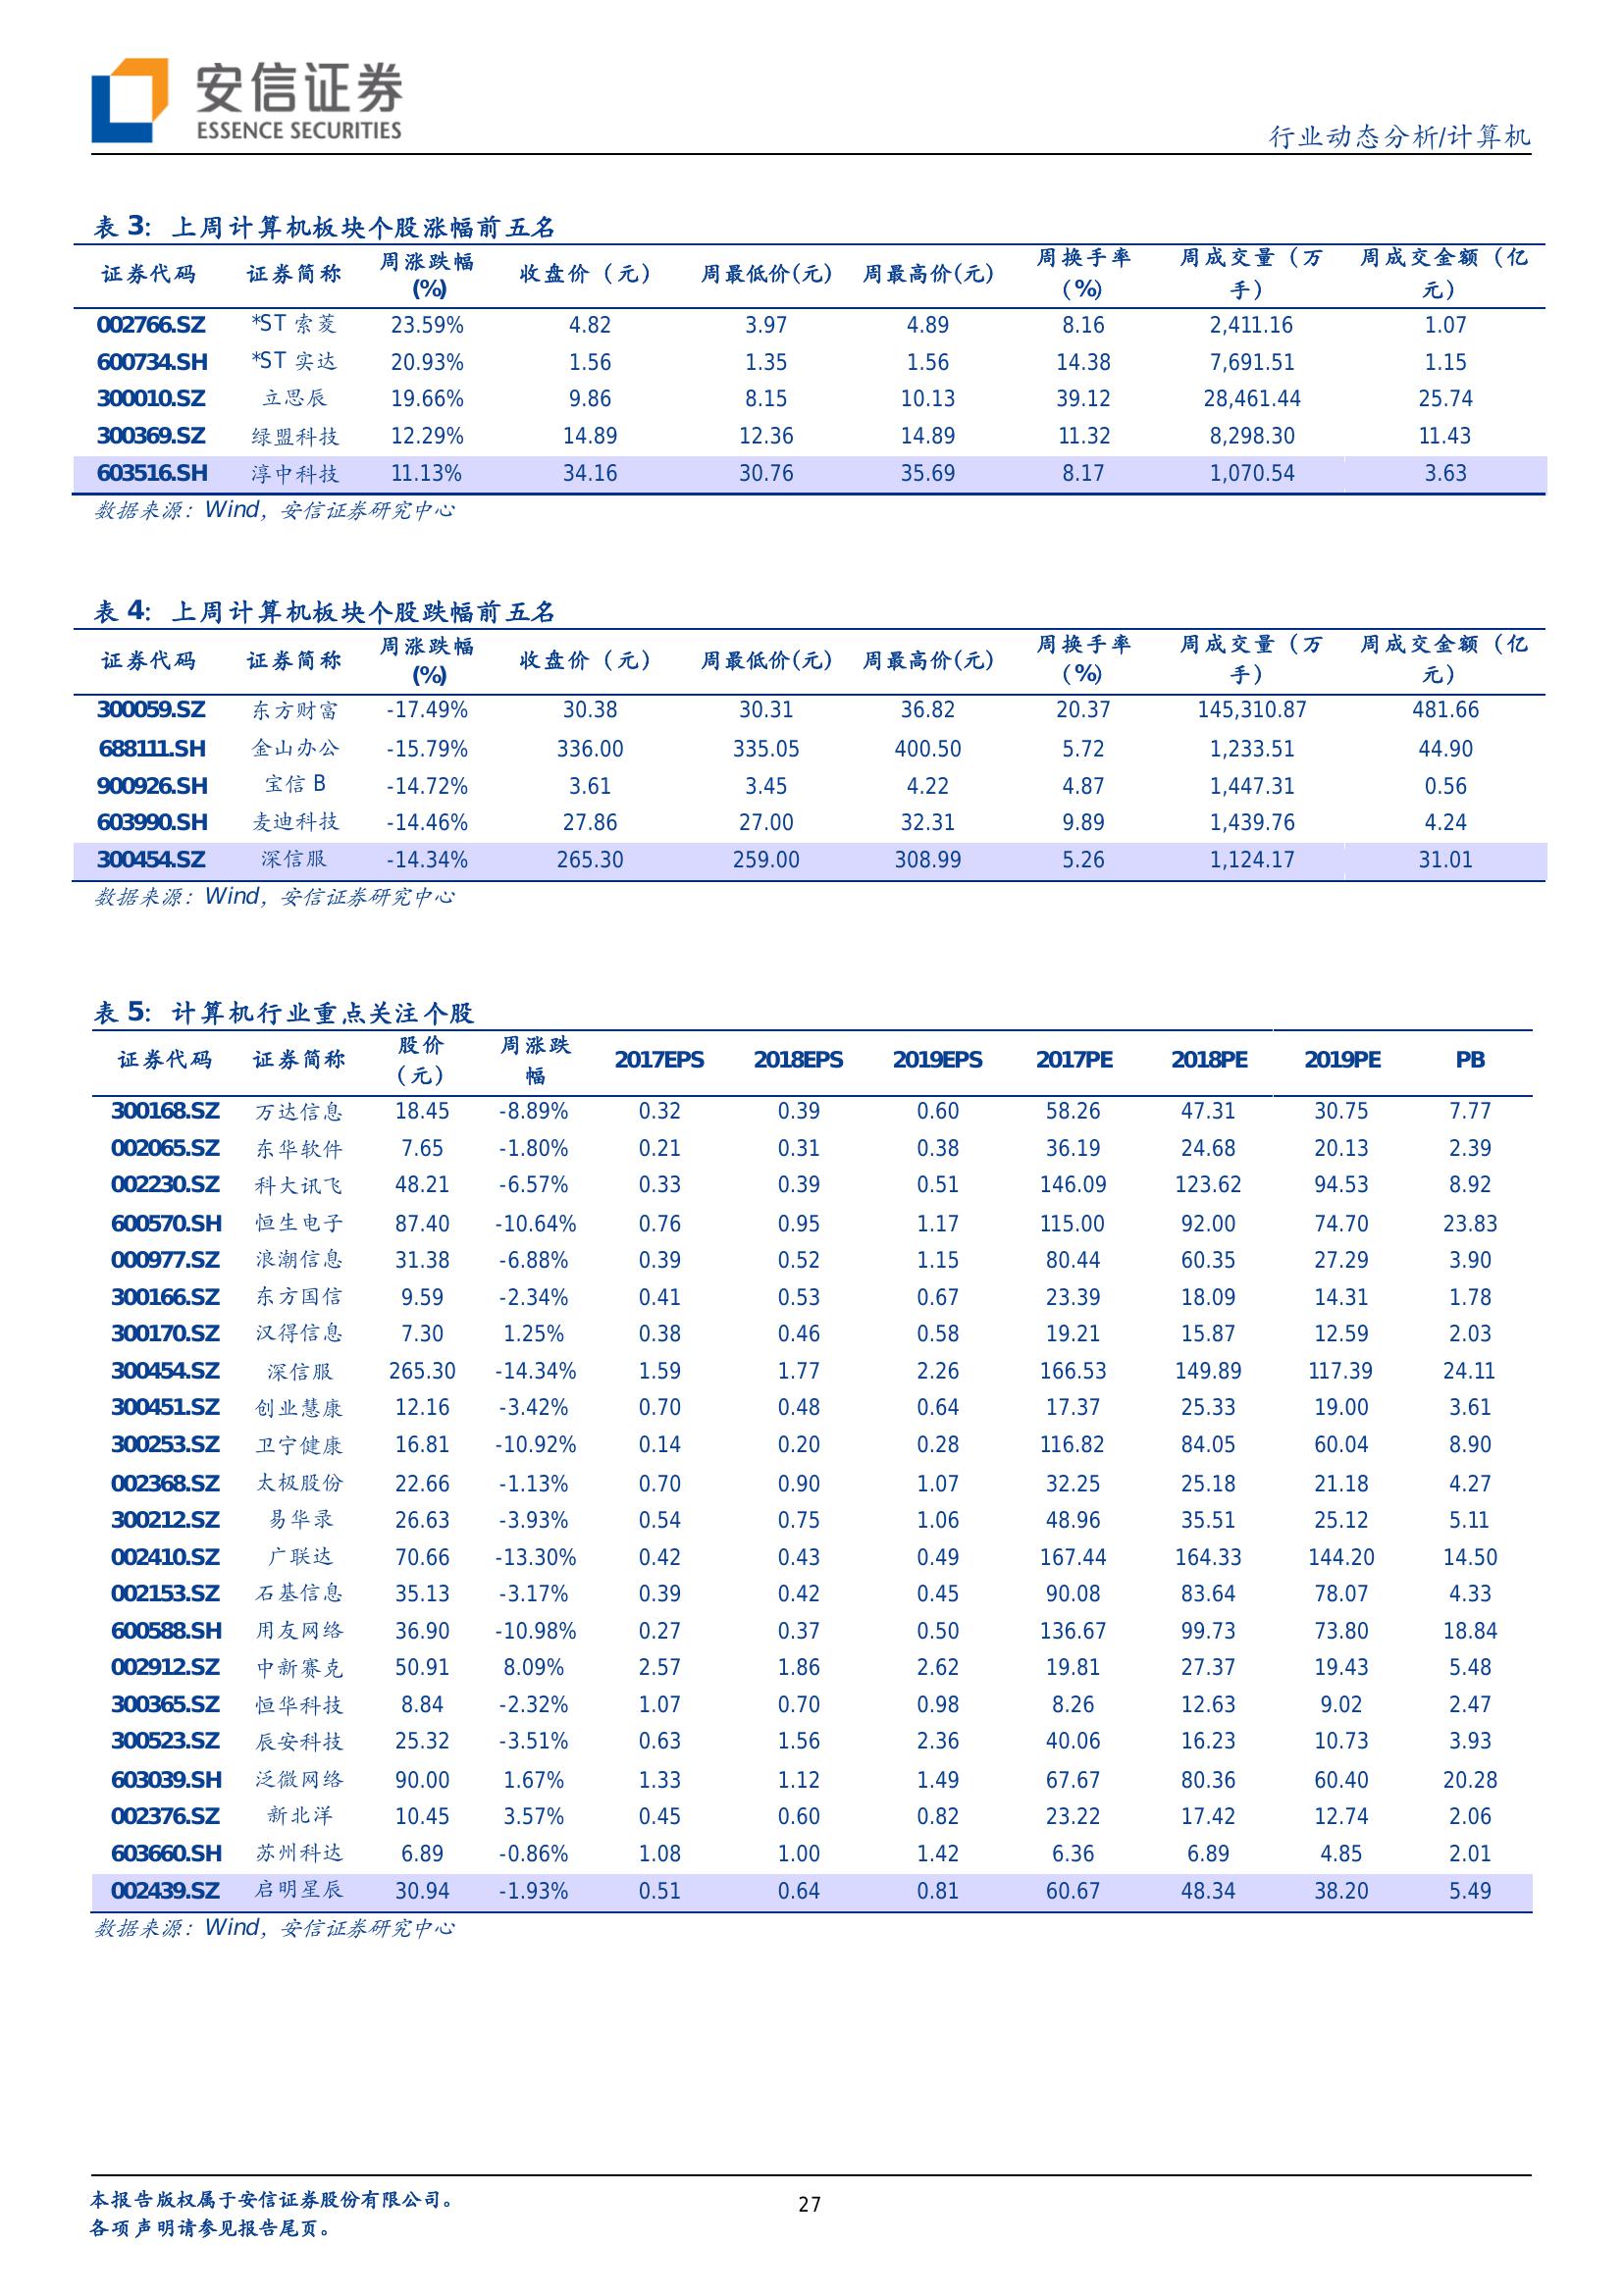 安信证券
ESSENCE SECURITIES
行业动态分析/计算机
表 3：上周计算机板块个股涨幅前五名
证券代码 证券简称 周涨跌幅(%) 收盘价（元） 周最低价(元) 周最高价(元) 周换手率（%） 周成交量（万手） 周成交金额（亿元）
002766.SZ *ST 索菱 23.59% 4.82 3.97 4.89 8.16 2,411.16 1.07
600734.SH *ST 实达 20.93% 1.56 1.35 1.56 14.38 7,691.51 1.15
300010.SZ 立思辰 19.66% 9.86 8.15 10.13 39.12 28,461.44 25.74
300369.SZ 绿盟科技 12.29% 14.89 12.36 14.89 11.32 8,298.30 11.43
603516.SH 淳中科技 11.13% 34.16 30.76 35.69 8.17 1,070.54 3.63
数据来源：Wind，安信证券研究中心
表 4：上周计算机板块个股跌幅前五名
证券代码 证券简称 周涨跌幅(%) 收盘价（元） 周最低价(元) 周最高价(元) 周换手率（%） 周成交量（万手） 周成交金额（亿元）
300059.SZ 东方财富 -17.49% 30.38 30.31 36.82 20.37 145,310.87 481.66
688111.SH 金山办公 -15.79% 336.00 335.05 400.50 5.72 1,233.51 44.90
900926.SH 宝信 B -14.72% 3.61 3.45 4.22 4.87 1,447.31 0.56
603990.SH 麦迪科技 -14.46% 27.86 27.00 32.31 9.89 1,439.76 4.24
300454.SZ 深信服 -14.34% 265.30 259.00 308.99 5.26 1,124.17 31.01
数据来源：Wind，安信证券研究中心
表 5：计算机行业重点关注个股
证券代码 证券简称 股价（元） 周涨跌幅 2017EPS 2018EPS 2019EPS 2017PE 2018PE 2019PE PB
300168.SZ 万达信息 18.45 -8.89% 0.32 0.39 0.60 58.26 47.31 30.75 7.77
002065.SZ 东华软件 7.65 -1.80% 0.21 0.31 0.38 36.19 24.68 20.13 2.39
002230.SZ 科大讯飞 48.21 -6.57% 0.33 0.39 0.51 146.09 123.62 94.53 8.92
600570.SH 恒生电子 87.40 -10.64% 0.76 0.95 1.17 115.00 92.00 74.70 23.83
000977.SZ 浪潮信息 31.38 -6.88% 0.39 0.52 1.15 80.44 60.35 27.29 3.90
300166.SZ 东方国信 9.59 -2.34% 0.41 0.53 0.67 23.39 18.09 14.31 1.78
300170.SZ 汉得信息 7.30 1.25% 0.38 0.46 0.58 19.21 15.87 12.59 2.03
300454.SZ 深信服 265.30 -14.34% 1.59 1.77 2.26 166.53 149.89 117.39 24.11
300451.SZ 创业慧康 12.16 -3.42% 0.70 0.48 0.64 17.37 25.33 19.00 3.61
300253.SZ 卫宁健康 16.81 -10.92% 0.14 0.20 0.28 116.82 84.05 60.04 8.90
002368.SZ 太极股份 22.66 -1.13% 0.70 0.90 1.07 32.25 25.18 21.18 4.27
300212.SZ 易华录 26.63 -3.93% 0.54 0.75 1.06 48.96 35.51 25.12 5.11
002410.SZ 广联达 70.66 -13.30% 0.42 0.43 0.49 167.44 164.33 144.20 14.50
002153.SZ 石基信息 35.13 -3.17% 0.39 0.42 0.45 90.08 83.64 78.07 4.33
600588.SH 用友网络 36.90 -10.98% 0.27 0.37 0.50 136.67 99.73 73.80 18.84
002912.SZ 中新赛克 50.91 8.09% 2.57 1.86 2.62 19.81 27.37 19.43 5.48
300365.SZ 恒华科技 8.84 -2.32% 1.07 0.70 0.98 8.26 12.63 9.02 2.47
300523.SZ 辰安科技 25.32 -3.51% 0.63 1.56 2.36 40.06 16.23 10.73 3.93
603039.SH 泛微网络 90.00 1.67% 1.33 1.12 1.49 67.67 80.36 60.40 20.28
002376.SZ 新北洋 10.45 3.57% 0.45 0.60 0.82 23.22 17.42 12.74 2.06
603660.SH 苏州科达 6.89 -0.86% 1.08 1.00 1.42 6.36 6.89 4.85 2.01
002439.SZ 启明星辰 30.94 -1.93% 0.51 0.64 0.81 60.67 48.34 38.20 5.49
数据来源：Wind，安信证券研究中心
本报告版权属于安信证券股份有限公司。
各项声明请参见报告尾页。
27